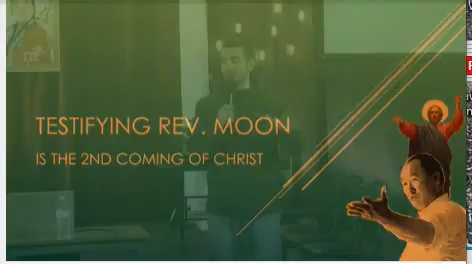 TESTIFYING REV. MOON
IS THE 2ND COMING OF CHRIST